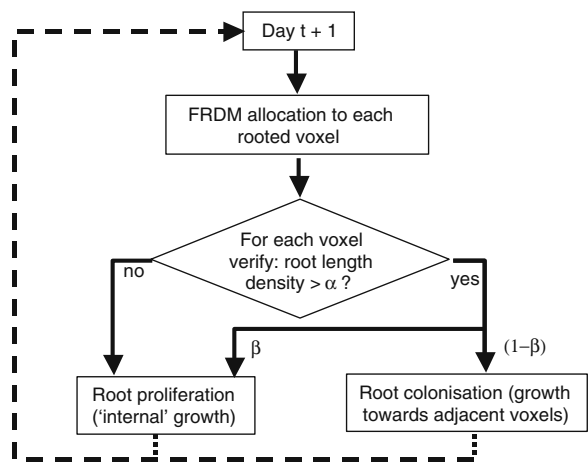 Day t + 1
FRDM allocation to each
rooted voxel
For each voxel
verify: root length
density > α ?
no
yes
β
(1−β)
Root proliferation
(‘internal’ growth)
Root colonisation (growth
towards adjacent voxels)